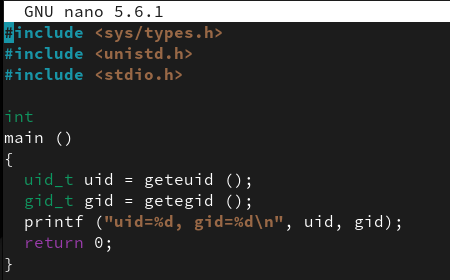 GNU nano 5.6.1
#include <sys/types.h>
#include <unistd.h>
#include <stdio.h>
int
main ()
{
  uid_t uid = geteuid ();
  gid_t gid = getegid ();
  printf ("uid=%d, gid=%d\n", uid, gid);
  return 0;
}